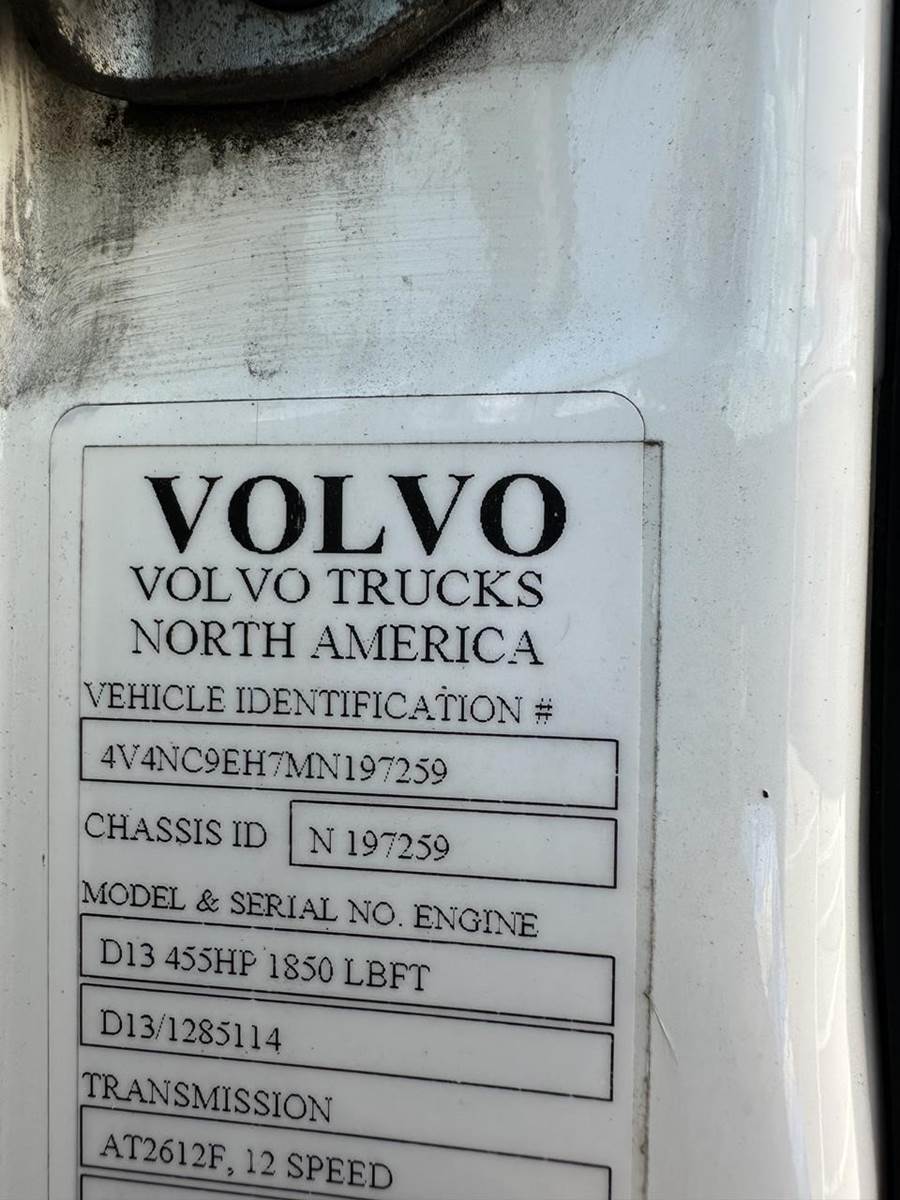 VOLVO
VOLVO TRUCKS
NORTH AMERICA
VEHICLE IDENTIFICATION #
4V4NC9EH7MN197259
CHASSIS ID N 197259
MODEL & SERIAL NO. ENGINE
D13 455HP 1850 LBFT
D13/1285114
TRANSMISSION
AT2612F, 12 SPEED